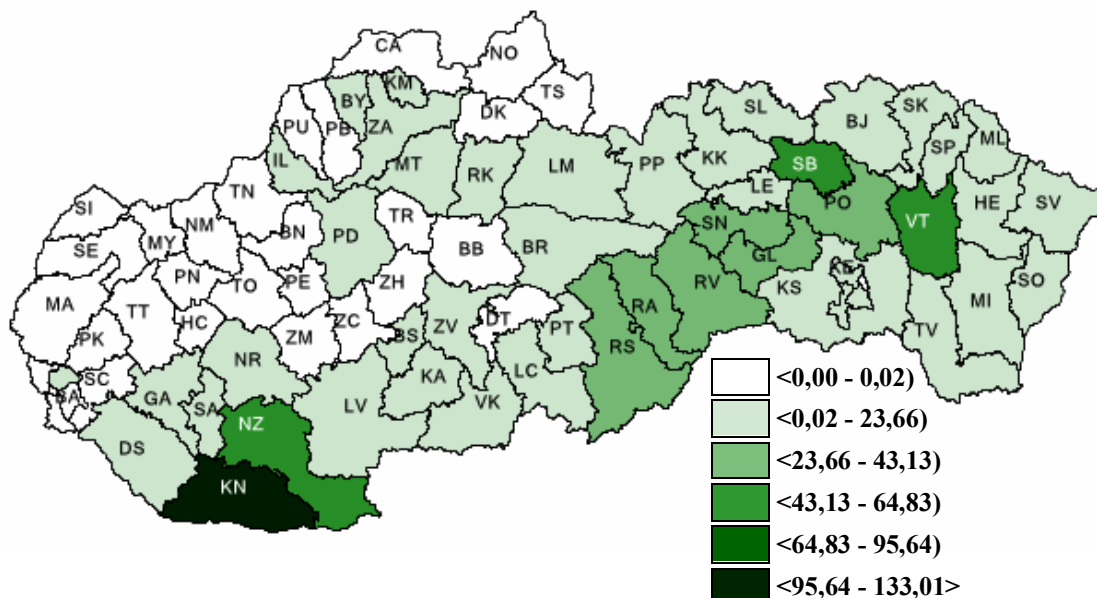 CA
NO
KM
TS
BY
DK
PU
PB
ZA
SL
SK
BJ
ML
SP
IL
MT
RK
LM
PP
KK
SB
LE
TN
SI
NM
MY
SE
BN
PD
TR
BB
BR
PO
SN
VT
HE
SV
PN
TO
PE
ZH
GL
RV
KS
KE
MA
TT
HC
ZM
ZC
RA
MI
SO
PK
NR
BS
ZV
DT
PT
RS
TV
SC
BA
GA
SA
LV
KA
VK
LC
DS
NZ
KN
<0,00 - 0,02)
<0,02 - 23,66)
<23,66 - 43,13)
<43,13 - 64,83)
<64,83 - 95,64)
<95,64 - 133,01>